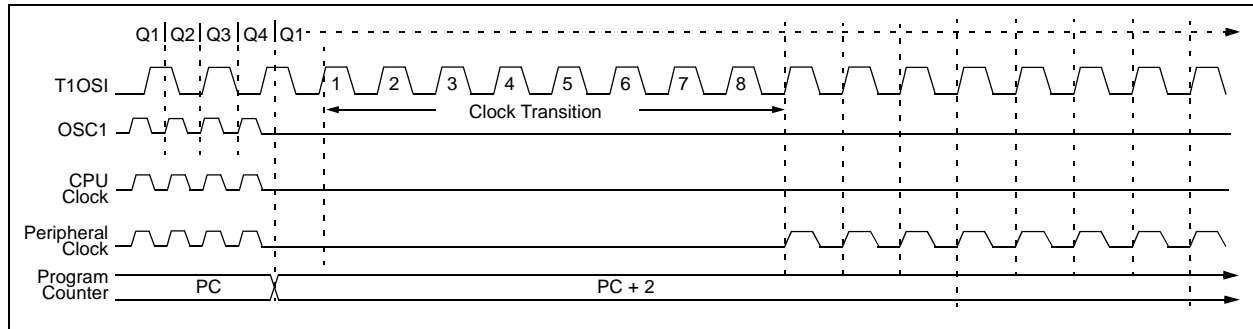 Q1 Q2 Q3 Q4 Q1
T1OSI
1 2 3 4 5 6 7 8
Clock Transition
OSC1
CPU
Clock
Peripheral
Clock
Program
Counter
PC
PC + 2